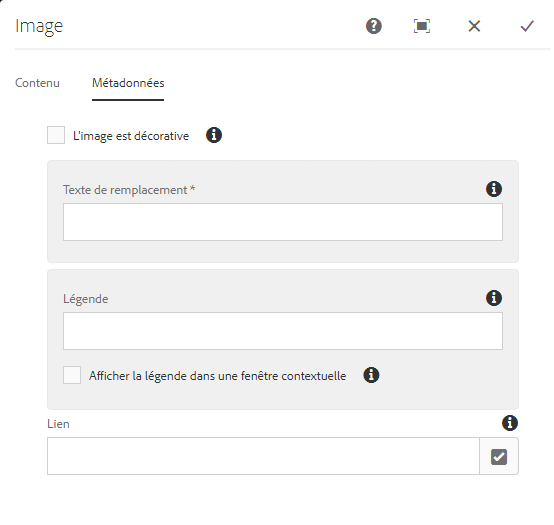 Image
Contenu Métadonnées
L'image est décorative
Texte de remplacement *
Légende
Afficher la légende dans une fenêtre contextuelle
Lien